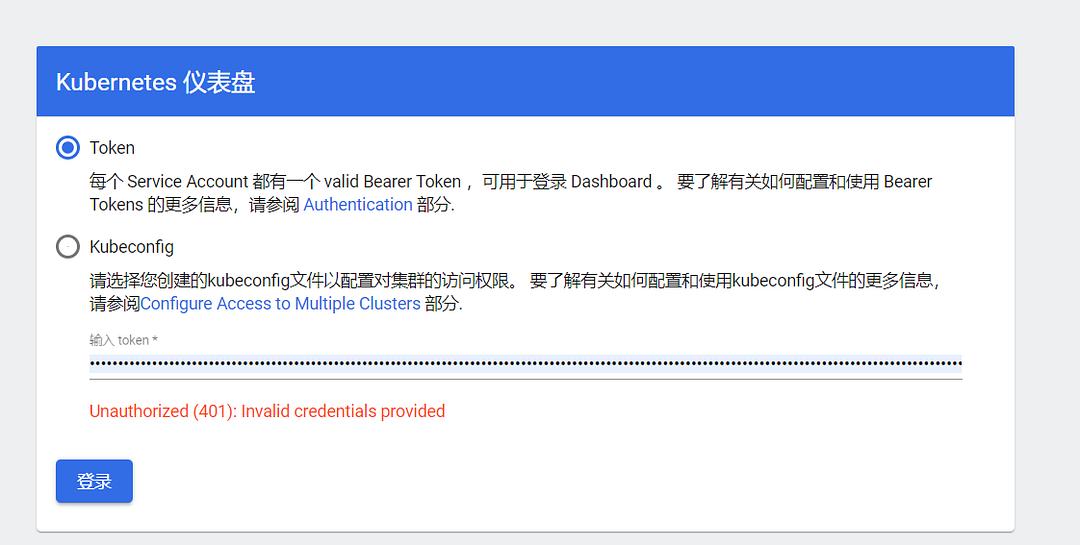 Kubernetes 仪表盘
Token
每个 Service Account 都有一个 valid Bearer Token ，可用于登录 Dashboard 。 要了解有关如何配置和使用 Bearer
Tokens 的更多信息，请参阅 Authentication 部分.
Kubeconfig
请选择您创建的kubeconfig文件以配置对集群的访问权限。 要了解有关如何配置和使用kubeconfig文件的更多信息，
请参阅Configure Access to Multiple Clusters 部分.
输入 token *
Unauthorized (401): Invalid credentials provided
登录